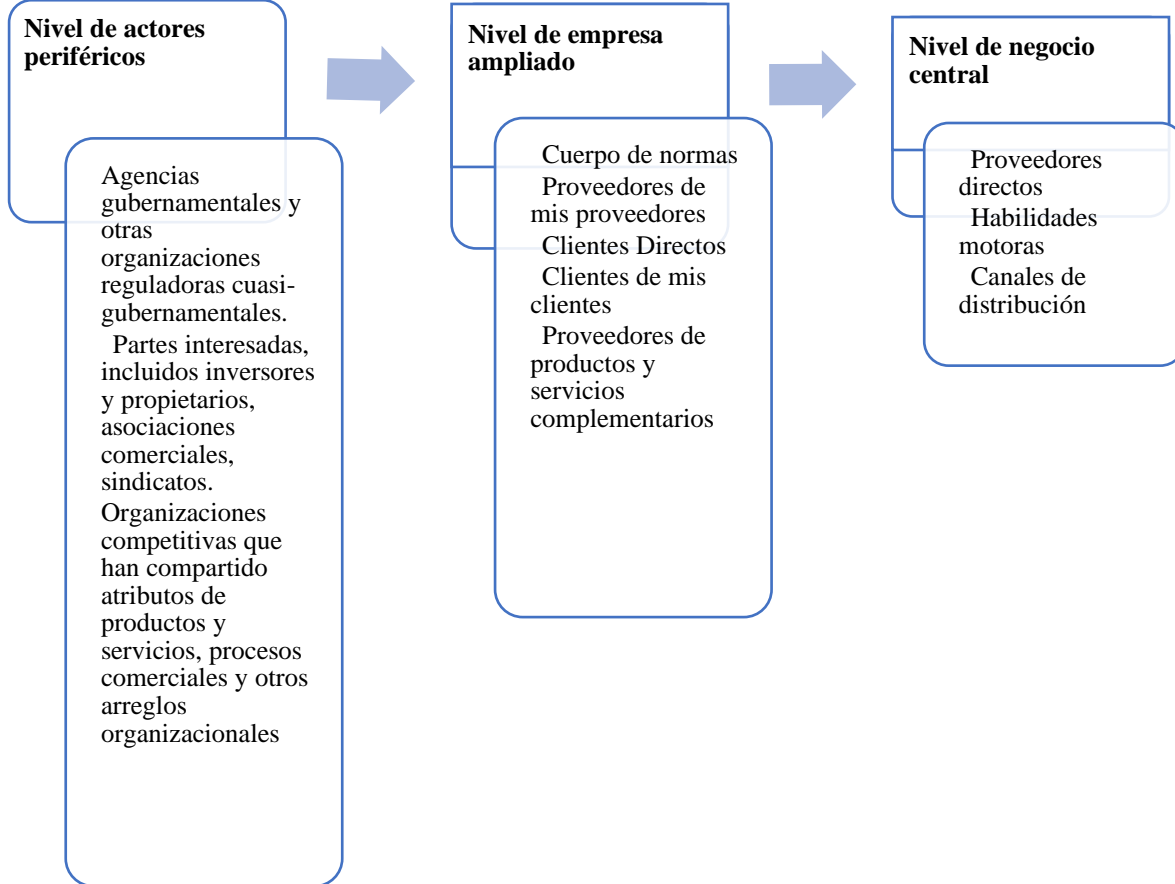 Nivel de actores
periféricos
Agencias
gubernamentales y
otras
organizaciones
reguladoras cuasi-
gubernamentales.
Partes interesadas,
incluidos inversores
y propietarios,
asociaciones
comerciales,
sindicatos.
Organizaciones
competitivas que
han compartido
atributos de
productos y
servicios, procesos
comerciales y otros
arreglos
organizacionales
Nivel de empresa
ampliado
Cuerpo de normas
Proveedores de
mis proveedores
Clientes Directos
Clientes de mis
clientes
Proveedores de
productos y
servicios
complementarios
Nivel de negocio
central
Proveedores
directos
Habilidades
motoras
Canales de
distribución